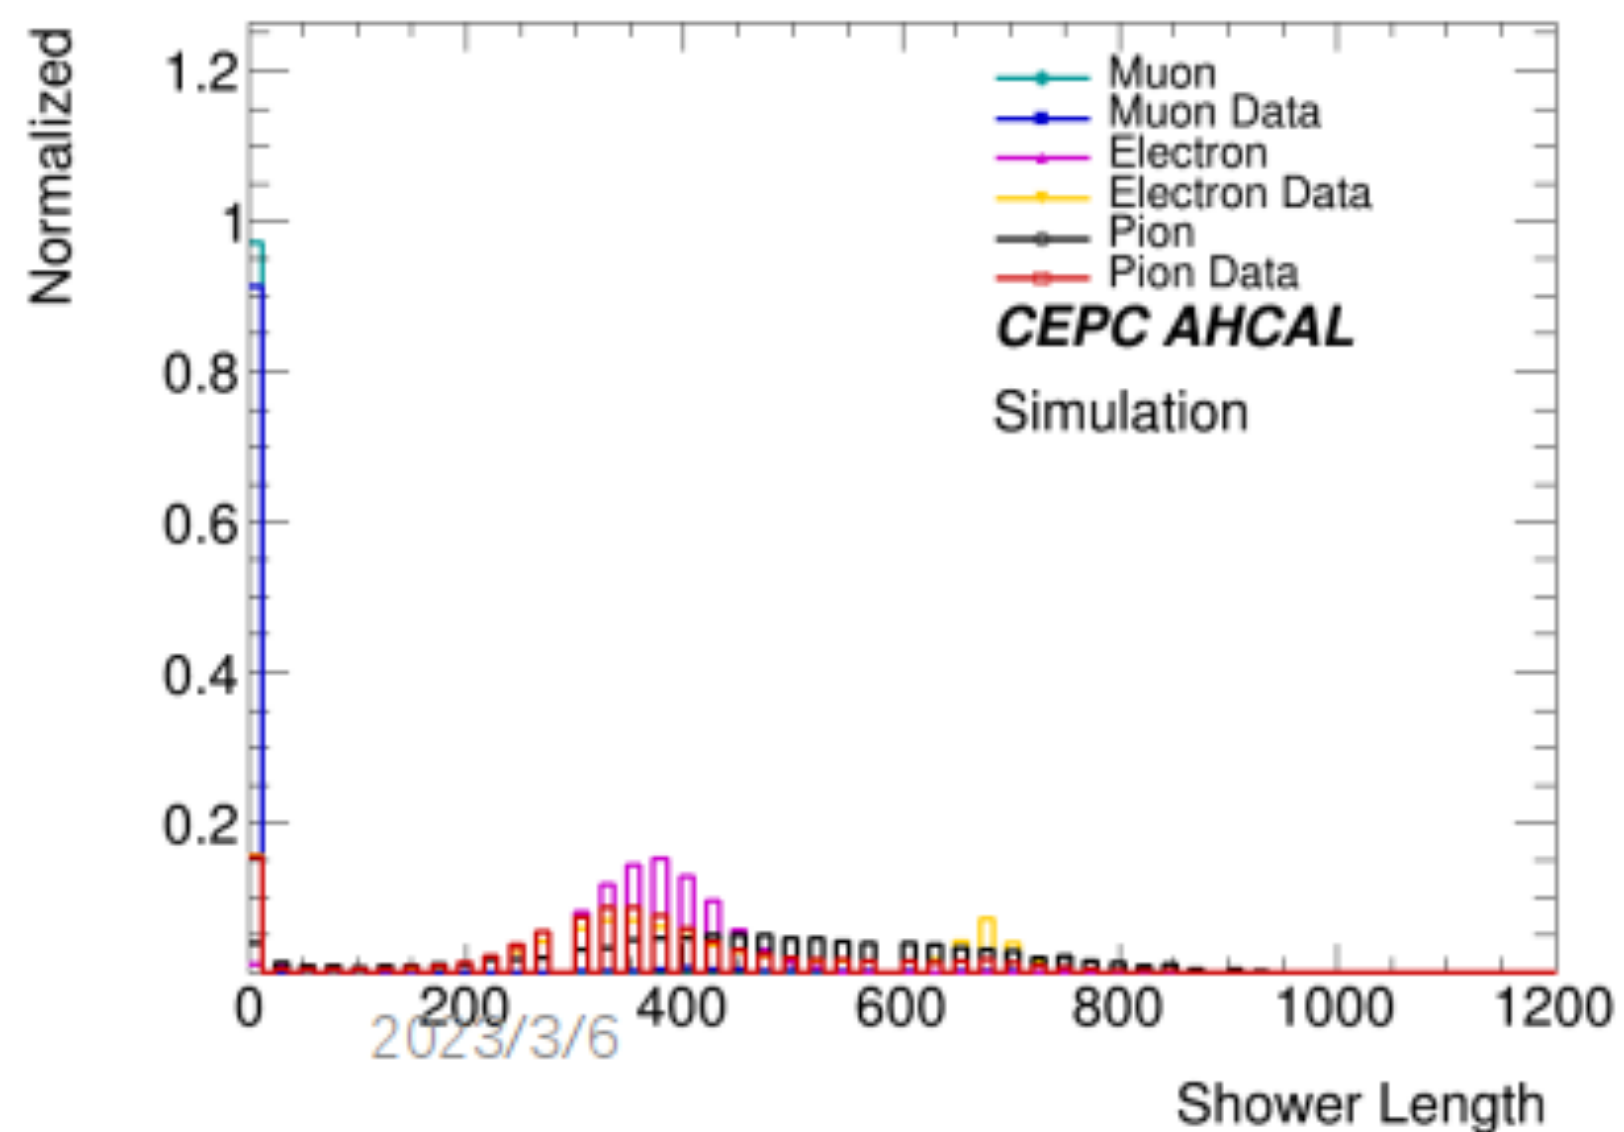 Normalized
1.2
1
0.8
0.6
0.4
0.2
Muon
Muon Data
Electron
Electron Data
Pion
Pion Data
CEPC AHCAL
Simulation
0 200 400 600 800 1000 1200
2023/3/6
Shower Length